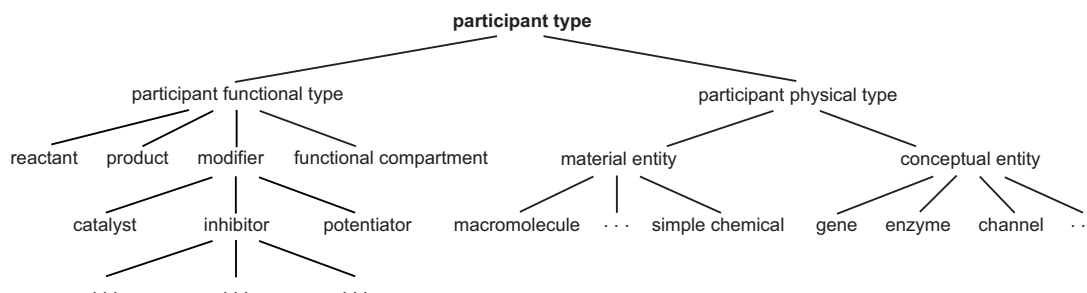 participant type
participant functional type participant physical type
reactant product modifier functional compartment material entity conceptual entity
catalyst inhibitor potentiator macromolecule . . . simple chemical gene enzyme channel . .
. . . . . . . . .